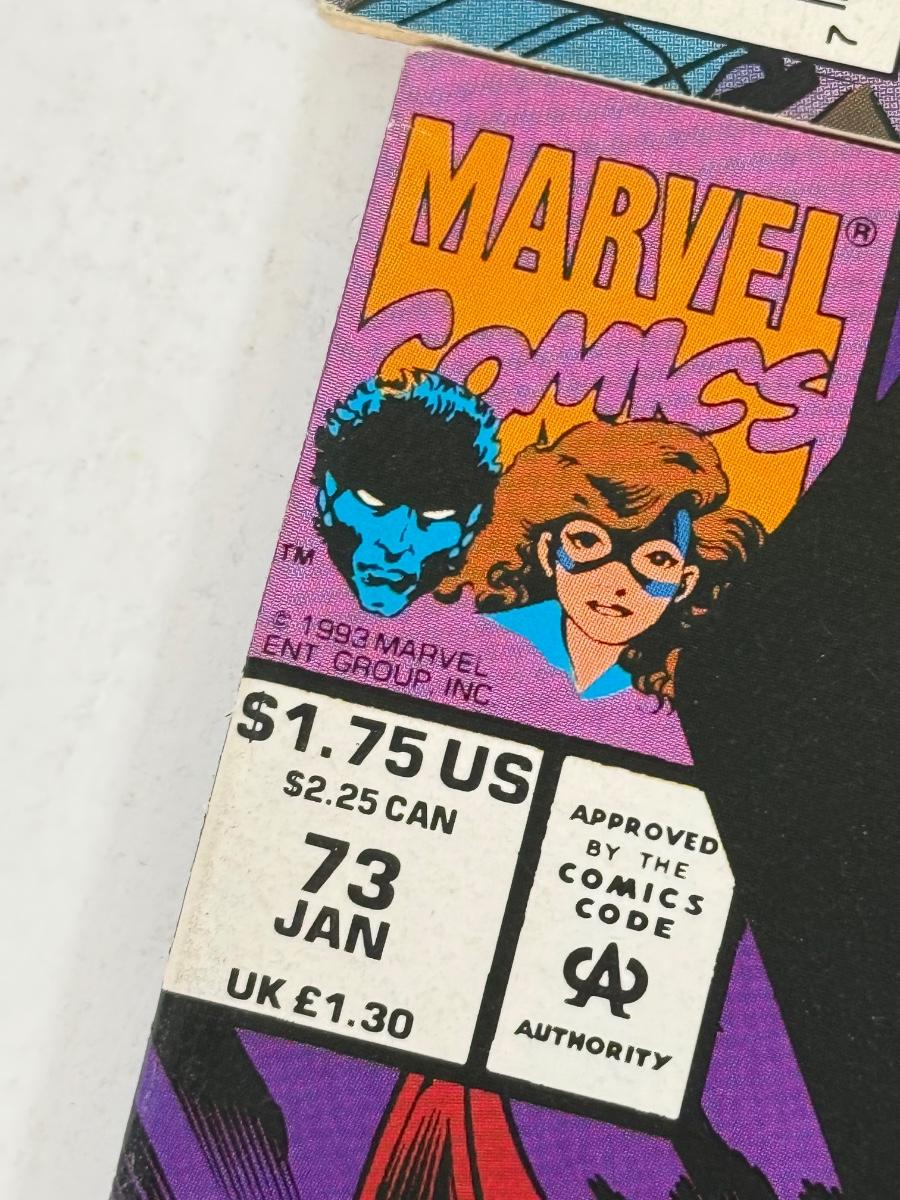 7
MARVEL®
COMICS
TM
© 1993 MARVEL
ENT GROUP, INC.
$1.75 US
$2.25 CAN
73
JAN
UK £1.30
APPROVED
BY THE
COMICS
CODE
CA
AUTHORITY